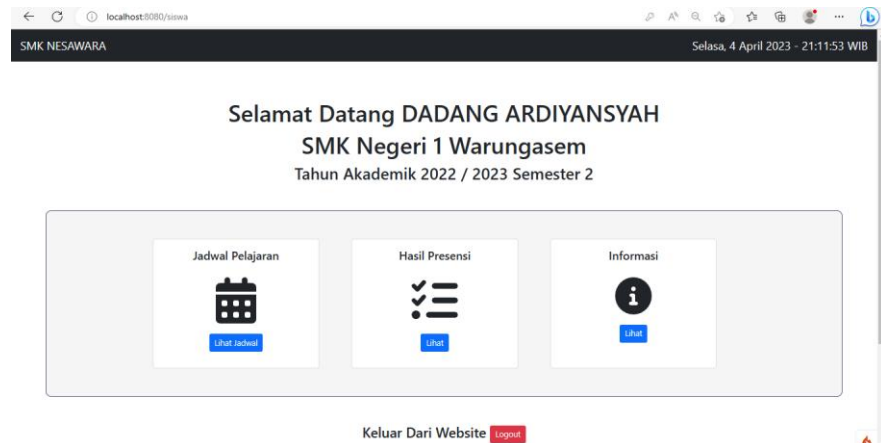 localhost:8080/siswa
SMK NESAWARA
Selasa, 4 April 2023 - 21:11:53 WIB
Selamat Datang DADANG ARDIYANSYAH
SMK Negeri 1 Warungasem
Tahun Akademik 2022 / 2023 Semester 2
Jadwal Pelajaran
Lihat Jadwal
Hasil Presensi
Lihat
Informasi
Lihat
Keluar Dari Website Logout